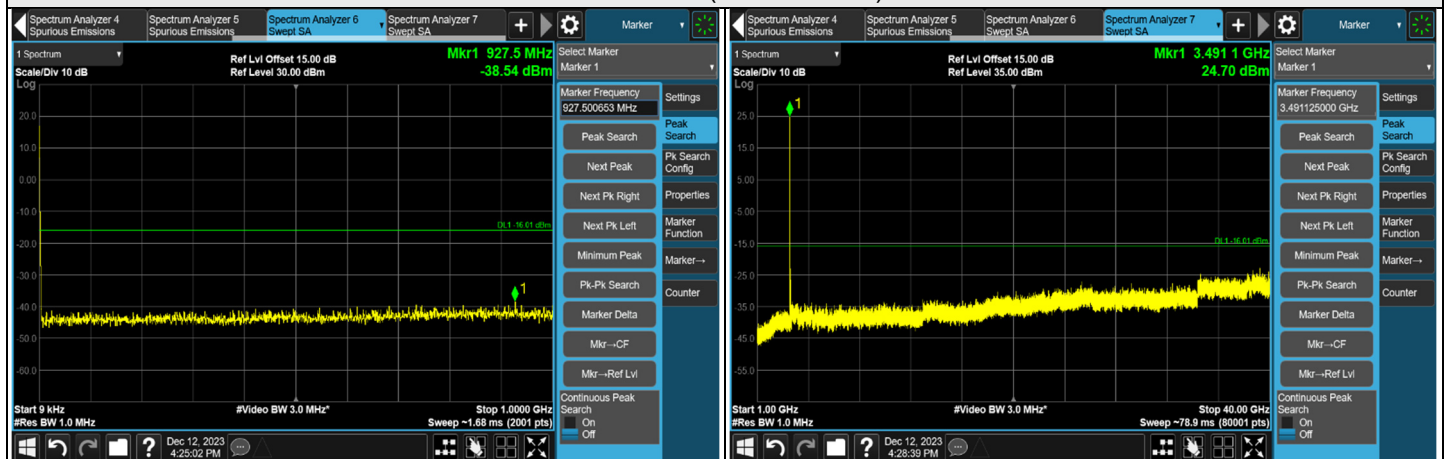 Spectrum Analyzer 4
Spurious Emissions
Spectrum Analyzer 5
Spurious Emissions
Spectrum Analyzer 6
Swept SA
Spectrum Analyzer 7
Swept SA
+
Marker
1 Spectrum
Scale/Div 10 dB
Log
Ref Lvl Offset 15.00 dB
Ref Level 30.00 dBm
Mkr1 927.5 MHz
-38.54 dBm
20.0
10.0
0.00
-10.0
-20.0
-30.0
-40.0
-50.0
-60.0
DL1 -16.01 dBm
1
Start 9 kHz
#Res BW 1.0 MHz
#Video BW 3.0 MHz*
Stop 1.0000 GHz
Sweep ~1.68 ms (2001 pts)
Select Marker
Marker 1
Marker Frequency
927.500653 MHz
Peak Search
Next Peak
Next Pk Right
Next Pk Left
Minimum Peak
Pk-Pk Search
Marker Delta
Mkr→CF
Mkr→Ref Lvl
Continuous Peak
Search
On
Off
Settings
Peak
Search
Pk Search
Config
Properties
Marker
Function
Marker→
Counter
?
Dec 12, 2023
4:25:02 PM
Spectrum Analyzer 4
Spurious Emissions
Spectrum Analyzer 5
Spurious Emissions
Spectrum Analyzer 6
Swept SA
Spectrum Analyzer 7
Swept SA
+
Marker
1 Spectrum
Scale/Div 10 dB
Log
Ref Lvl Offset 15.00 dB
Ref Level 35.00 dBm
Mkr1 3.491 1 GHz
24.70 dBm
25.0
15.0
5.00
-5.00
-15.0
-25.0
-35.0
-45.0
-55.0
DL1 -16.01 dBm
1
Start 1.00 GHz
#Res BW 1.0 MHz
#Video BW 3.0 MHz*
Stop 40.00 GHz
Sweep ~78.9 ms (80001 pts)
Select Marker
Marker 1
Marker Frequency
3.491125000 GHz
Peak Search
Next Peak
Next Pk Right
Next Pk Left
Minimum Peak
Pk-Pk Search
Marker Delta
Mkr→CF
Mkr→Ref Lvl
Continuous Peak
Search
On
Off
Settings
Peak
Search
Pk Search
Config
Properties
Marker
Function
Marker→
Counter
?
Dec 12, 2023
4:28:39 PM